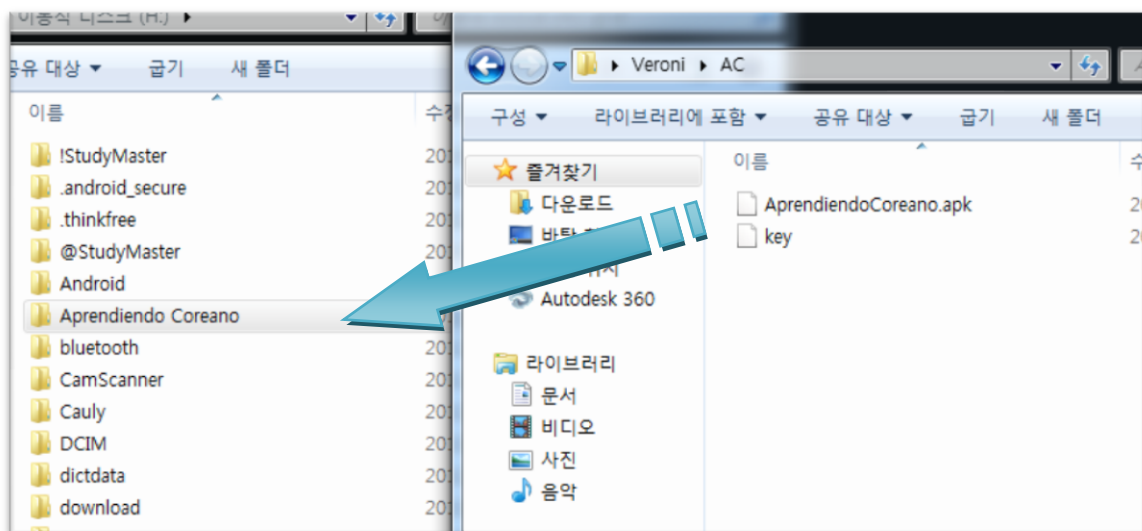 이동식 디스크 (H:)
공유 대상
굽기
새 폴더
이름
!StudyMaster
.android_secure
.thinkfree
@StudyMaster
Android
Aprendiendo Coreano
bluetooth
CamScanner
Cauly
DCIM
dictdata
download
Veroni
AC
구성
라이브러리에 포함
공유 대상
굽기
새 폴더
즐겨찾기
이름
다운로드
AprendiendoCoreano.apk
key
Autodesk 360
라이브러리
문서
비디오
사진
음악